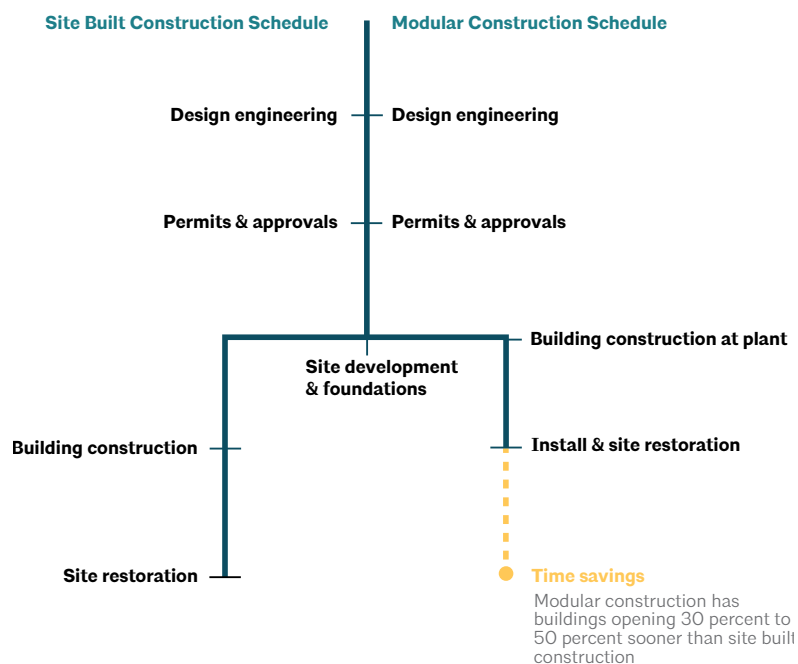 Site Built Construction Schedule
Modular Construction Schedule
Design engineering
Design engineering
Permits & approvals
Permits & approvals
Building construction at plant
Site development
& foundations
Building construction
Install & site restoration
Site restoration
Time savings
Modular construction has
buildings opening 30 percent to
50 percent sooner than site built
construction